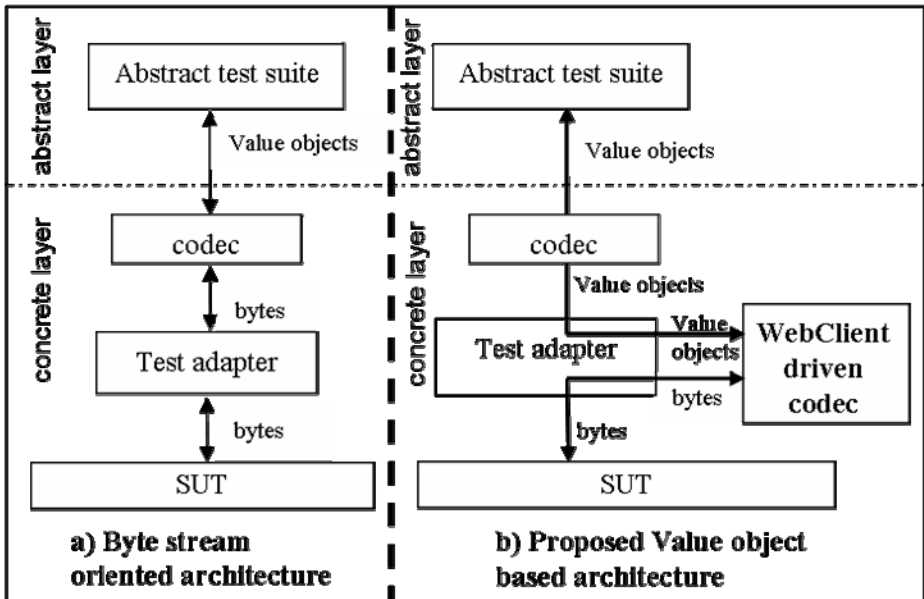 abstract layer
Abstract test suite
Value objects
concrete layer
codec
bytes
Test adapter
bytes
SUT
a) Byte stream
oriented architecture
abstract layer
Abstract test suite
Value objects
concrete layer
codec
Value objects
Test adapter
Value
objects
bytes
WebClient
driven
codec
bytes
SUT
b) Proposed Value object
based architecture